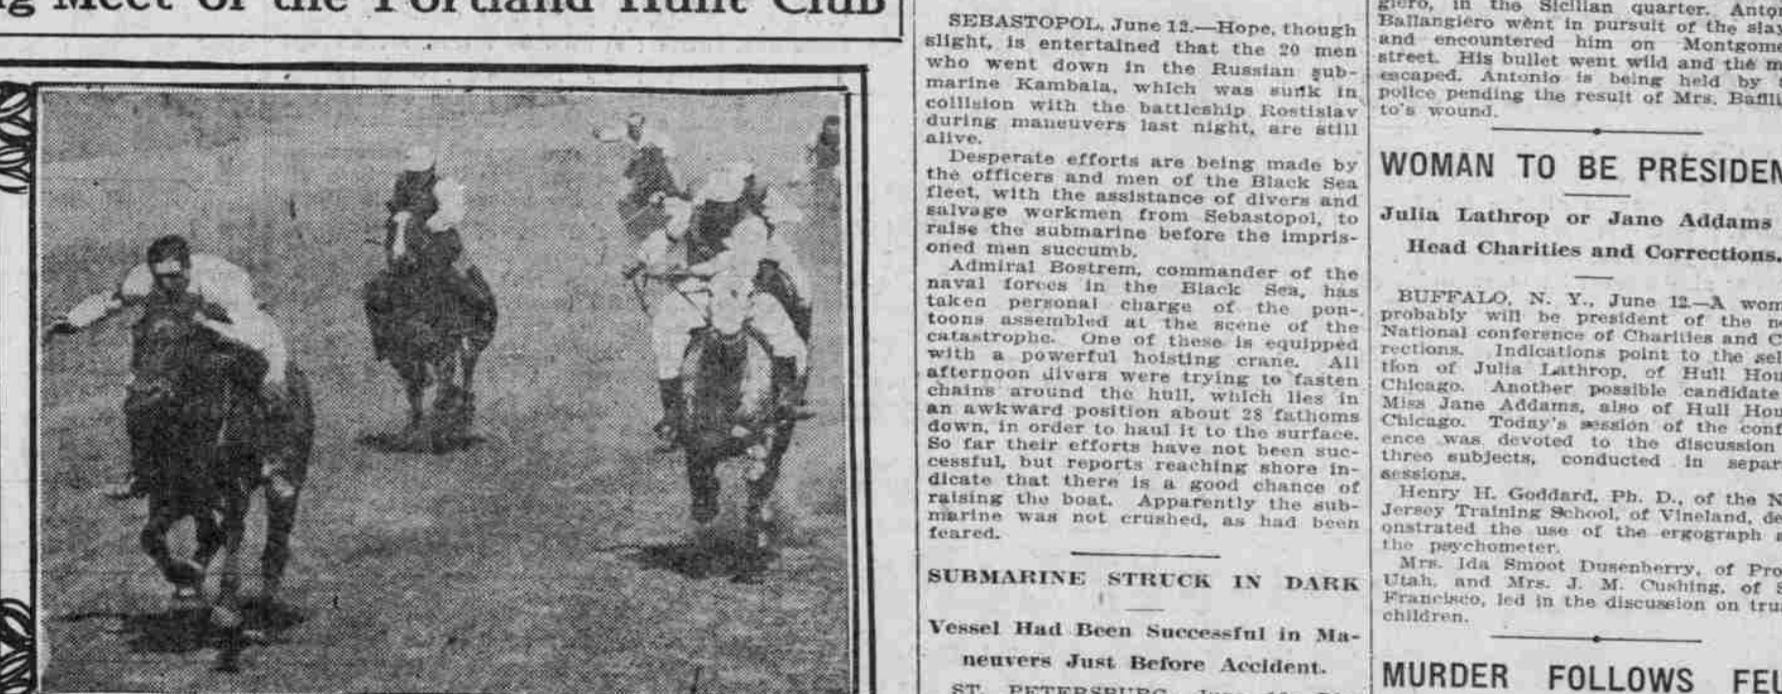 Meet of the Portland Hunt Club
SEBASTOPOL, June 12.—Hope, though
slight, is entertained that the 20 men
who went down in the Russian sub-
marine Kambala, which was sunk in
collision with the battleship Rostislav
during maneuvers last night, are still
alive.
Desperate efforts are being made by
the officers and men of the Black Sea
fleet, with the assistance of divers and
salvage workmen from Sebastopol, to
raise the submarine before the impris-
oned men succumb.
Admiral Bostrem, commander of the
naval forces in the Black Sea, has
taken personal charge of the pon-
toons assembled at the scene of the
catastrophe. One of these is equipped
with a powerful hoisting crane. All
afternoon divers were trying to fasten
chains around the hull, which lies in
an awkward position about 28 fathoms
down, in order to haul it to the surface.
So far their efforts have not been suc-
cessful, but reports reaching shore in-
dicate that there is a good chance of
raising the boat. Apparently the sub-
marine was not crushed, as had been
feared.
SUBMARINE STRUCK IN DARK
Vessel Had Been Successful in Ma-
neuvers Just Before Accident.
ST. PETERSBURG, June
giero, in the Sicilian quarter. Anton
Ballangiero went in pursuit of the slay
and encountered him on Montgome
street. His bullet went wild and the m
escaped. Antonio is being held by
police pending the result of Mrs. Baflli
to's wound.
WOMAN TO BE PRESIDEN
Julia Lathrop or Jane Addams
Head Charities and Corrections.
BUFFALO, N. Y., June 12.—A wom
probably will be president of the n
National conference of Charities and C
rections. Indications point to the sel
tion of Julia Lathrop, of Hull Hou
Chicago. Another possible candidate
Miss Jane Addams, also of Hull Hou
Chicago. Today's session of the conf
ence was devoted to the discussion
three subjects, conducted in separ
sessions.
Henry H. Goddard, Ph. D., of the N
Jersey Training School, of Vineland, de
onstrated the use of the ergograph a
the psychometer.
Mrs. Ida Smoot Dusenberry, of Pro
Utah, and Mrs. J. M. Cushing, of S
Francisco, led in the discussion on tru
children.
MURDER FOLLOWS FEU